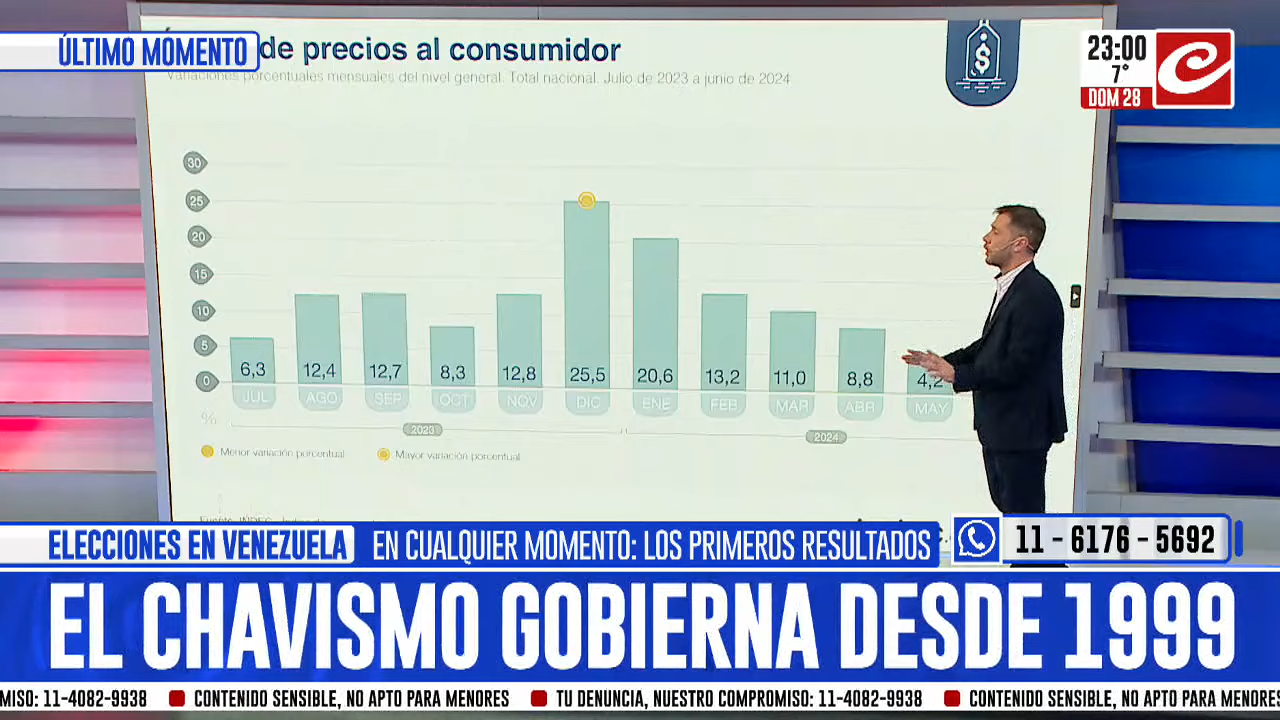 ÚLTIMO MOMENTO
de precios al consumidor
Variaciones porcentuales mensuales del nivel general. Total nacional. Julio de 2023 a junio de 2024
$
23:00
7°
DOM 28
30
25
20
15
10
5
0
6,3 12,4 12,7 8,3 12,8 25,5 20,6 13,2 11,0 8,8 4,2
JUL AGO SEP OCT NOV DIC ENE FEB MAR ABR MAY
%
2023 2024
Menor variación porcentual Mayor variación porcentual
ELECCIONES EN VENEZUELA EN CUALQUIER MOMENTO: LOS PRIMEROS RESULTADOS
11 - 6176 - 5692
EL CHAVISMO GOBIERNA DESDE 1999
MISO: 11-4082-9938 CONTENIDO SENSIBLE, NO APTO PARA MENORES TU DENUNCIA, NUESTRO COMPROMISO: 11-4082-9938 CONTENIDO SENSIBLE, NO APTO PARA MENORES